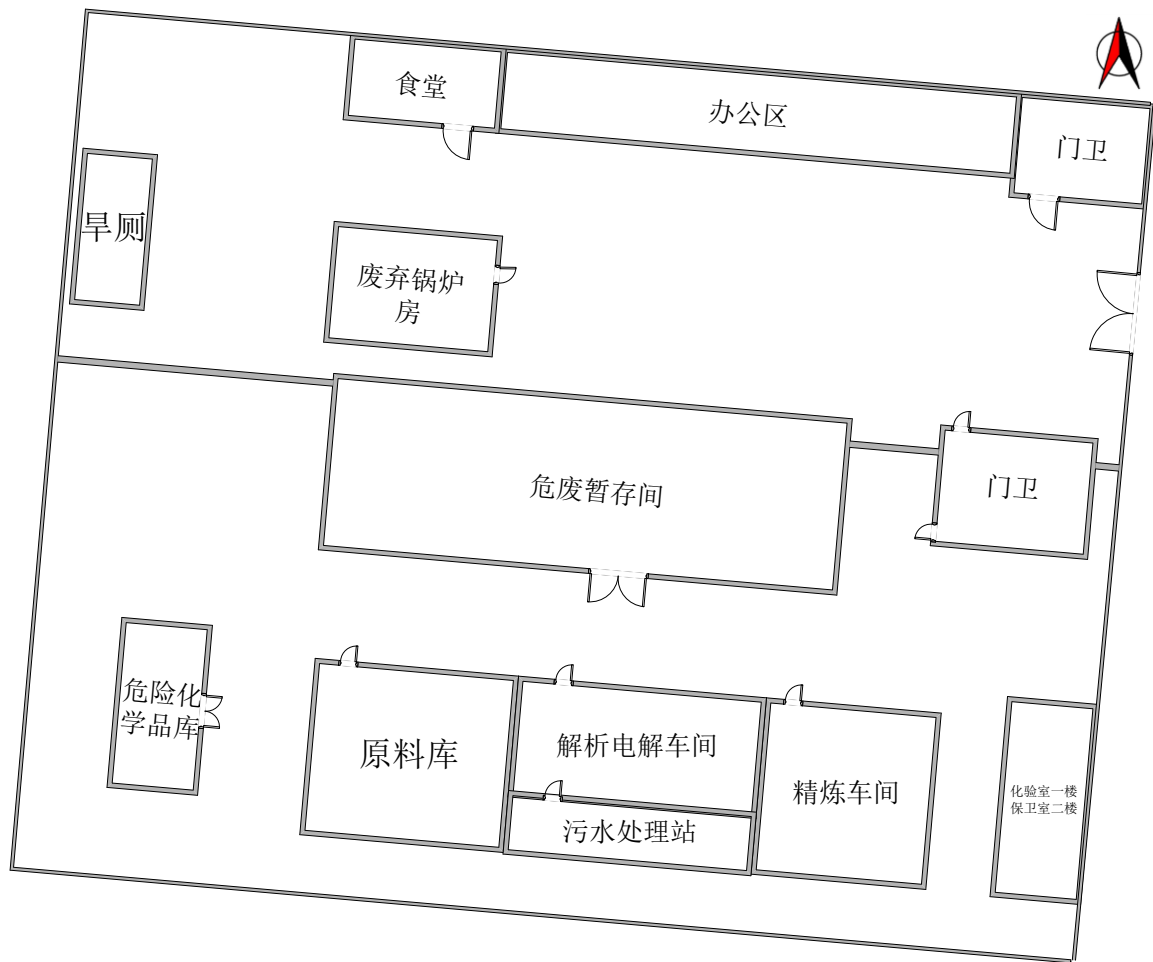 食堂
办公区
门卫
旱厕
废弃锅炉
房
危废暂存间
门卫
危险化
学品库
原料库
解析电解车间
精炼车间
化验室一楼
保卫室二楼
污水处理站